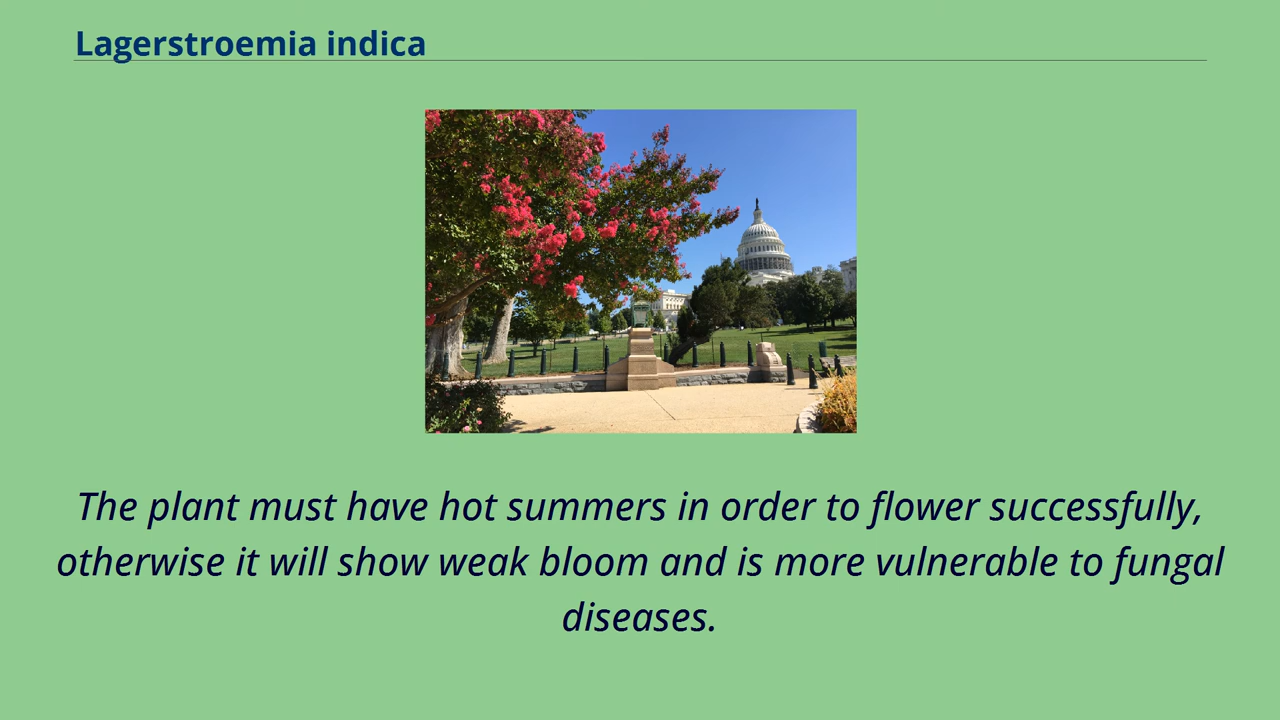 Lagerstroemia indica
The plant must have hot summers in order to flower successfully,
otherwise it will show weak bloom and is more vulnerable to fungal
diseases.